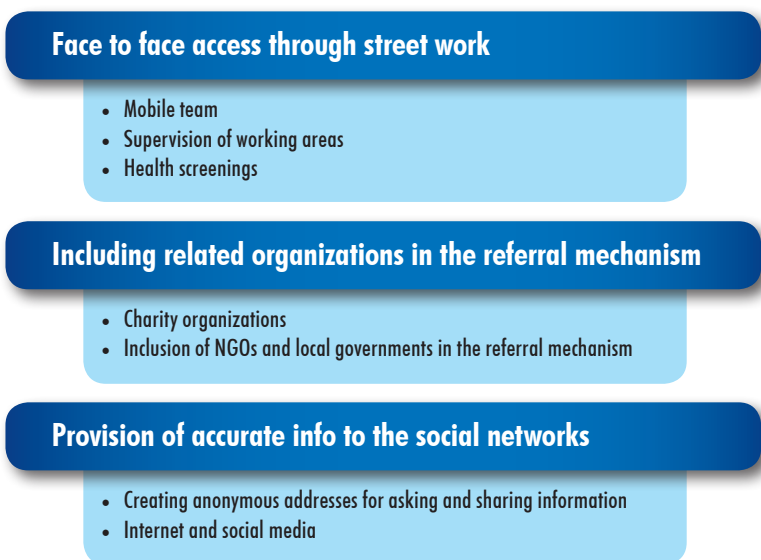 Face to face access through street work
• Mobile team
• Supervision of working areas
• Health screenings
Including related organizations in the referral mechanism
• Charity organizations
• Inclusion of NGOs and local governments in the referral mechanism
Provision of accurate info to the social networks
• Creating anonymous addresses for asking and sharing information
• Internet and social media